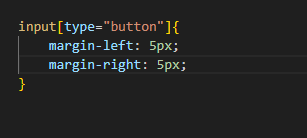 input[type="button"]{
    margin-left: 5px;
    margin-right: 5px;
}